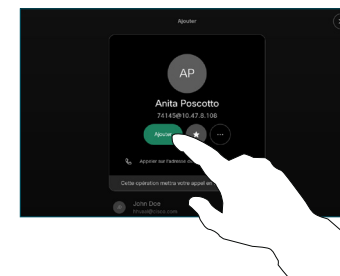 Ajouter
AP
Anita Poscotto
74145@10.47.8.108
Ajouter
Appeler sur l'adresse
Cette opération mettra votre appel en
John Doe